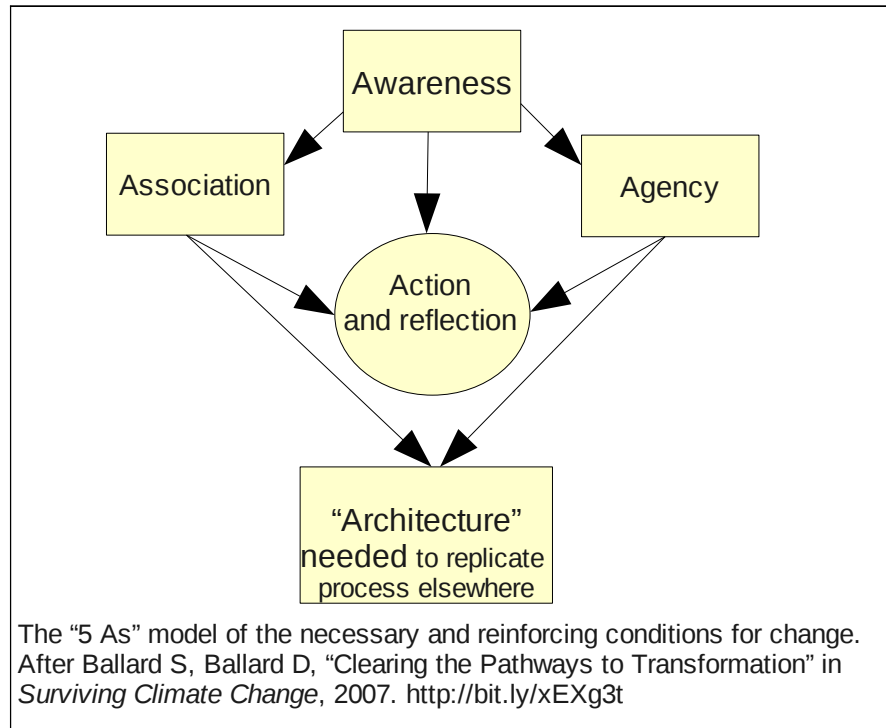 Awareness
Association
Agency
Action
and reflection
“Architecture”
needed to replicate
process elsewhere
The “5 As” model of the necessary and reinforcing conditions for change.
After Ballard S, Ballard D, “Clearing the Pathways to Transformation” in
Surviving Climate Change, 2007. http://bit.ly/xEXg3t